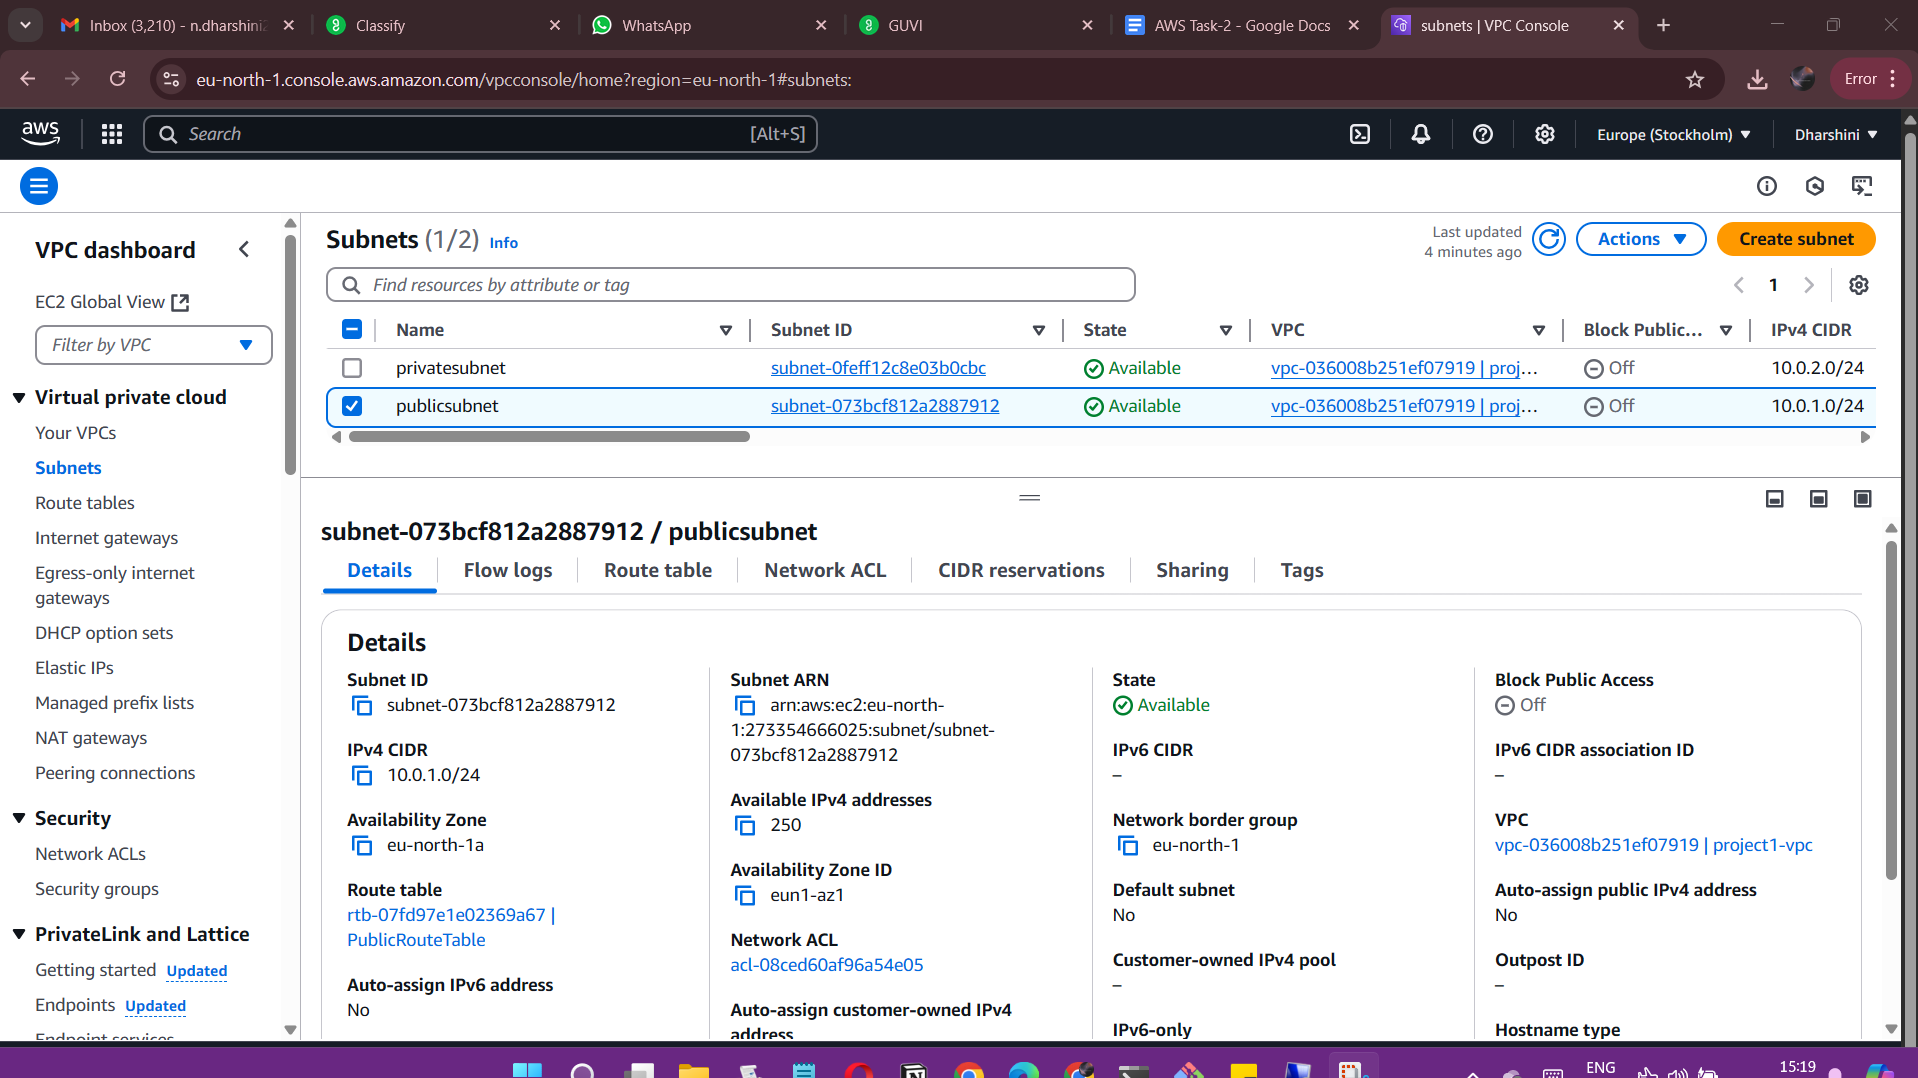 Inbox (3,210) - n.dharshini2
Classify
WhatsApp
GUVI
AWS Task-2 - Google Docs
subnets | VPC Console
eu-north-1.console.aws.amazon.com/vpcconsole/home?region=eu-north-1#subnets:
Error
aws
Search
[Alt+S]
Europe (Stockholm)
Dharshini
VPC dashboard
EC2 Global View
Filter by VPC
Virtual private cloud
Your VPCs
Subnets
Route tables
Internet gateways
Egress-only internet
gateways
DHCP option sets
Elastic IPs
Managed prefix lists
NAT gateways
Peering connections
Security
Network ACLs
Security groups
PrivateLink and Lattice
Getting started Updated
Endpoints Updated
Endpoint services
Subnets (1/2) Info
Last updated
4 minutes ago
Actions
Create subnet
Find resources by attribute or tag
1
Name Subnet ID State VPC Block Public... IPv4 CIDR
privatesubnet subnet-0feff12c8e03b0cbc Available vpc-036008b251ef07919 | proj... Off 10.0.2.0/24
publicsubnet subnet-073bcf812a2887912 Available vpc-036008b251ef07919 | proj... Off 10.0.1.0/24
subnet-073bcf812a2887912 / publicsubnet
Details Flow logs Route table Network ACL CIDR reservations Sharing Tags
Details
Subnet ID
subnet-073bcf812a2887912
IPv4 CIDR
10.0.1.0/24
Availability Zone
eu-north-1a
Route table
rtb-07fd97e1e02369a67 |
PublicRouteTable
Auto-assign IPv6 address
No
Subnet ARN
arn:aws:ec2:eu-north-
1:273354666025:subnet/subnet-
073bcf812a2887912
Available IPv4 addresses
250
Availability Zone ID
eun1-az1
Network ACL
acl-08ced60af96a54e05
Auto-assign customer-owned IPv4
address
State
Available
IPv6 CIDR
–
Network border group
eu-north-1
Default subnet
No
Customer-owned IPv4 pool
–
IPv6-only
Block Public Access
Off
IPv6 CIDR association ID
–
VPC
vpc-036008b251ef07919 | project1-vpc
Auto-assign public IPv4 address
No
Outpost ID
–
Hostname type
ENG
15:19